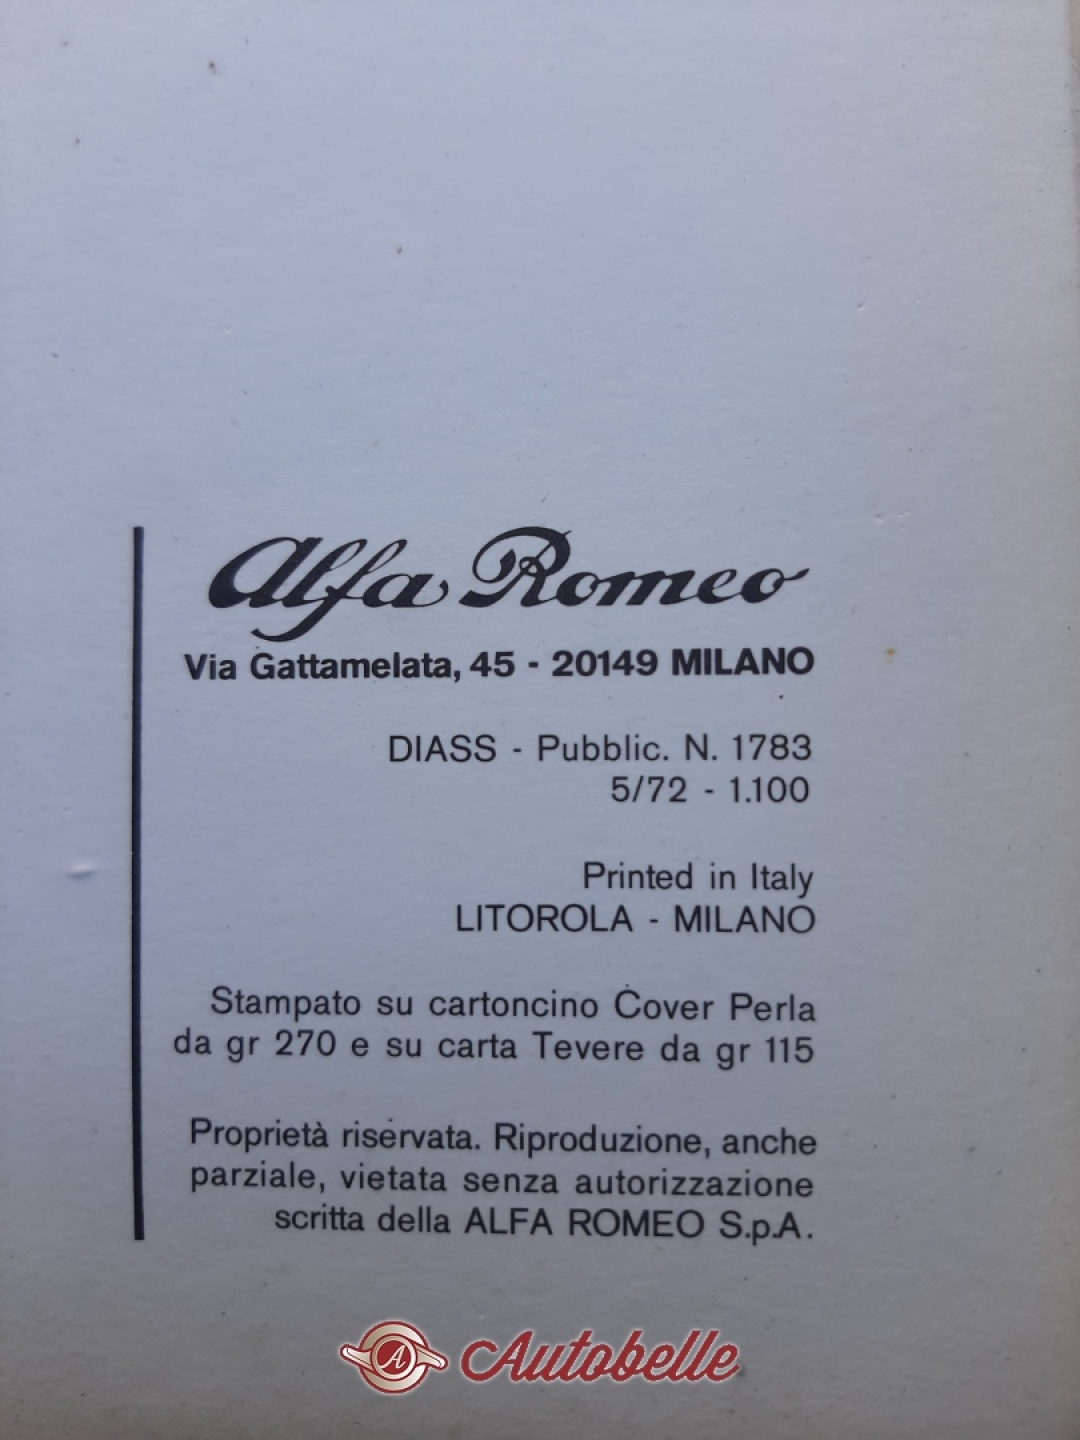 Alfa Romeo
Via Gattamelata, 45 - 20149 MILANO
DIASS - Pubblic. N. 1783
5/72 - 1.100
Printed in Italy
LITOROLA - MILANO
Stampato su cartoncino Cover Perla
da gr 270 e su carta Tevere da gr 115
Proprietà riservata. Riproduzione, anche
parziale, vietata senza autorizzazione
scritta della ALFA ROMEO S.p.A.
A Autobelle